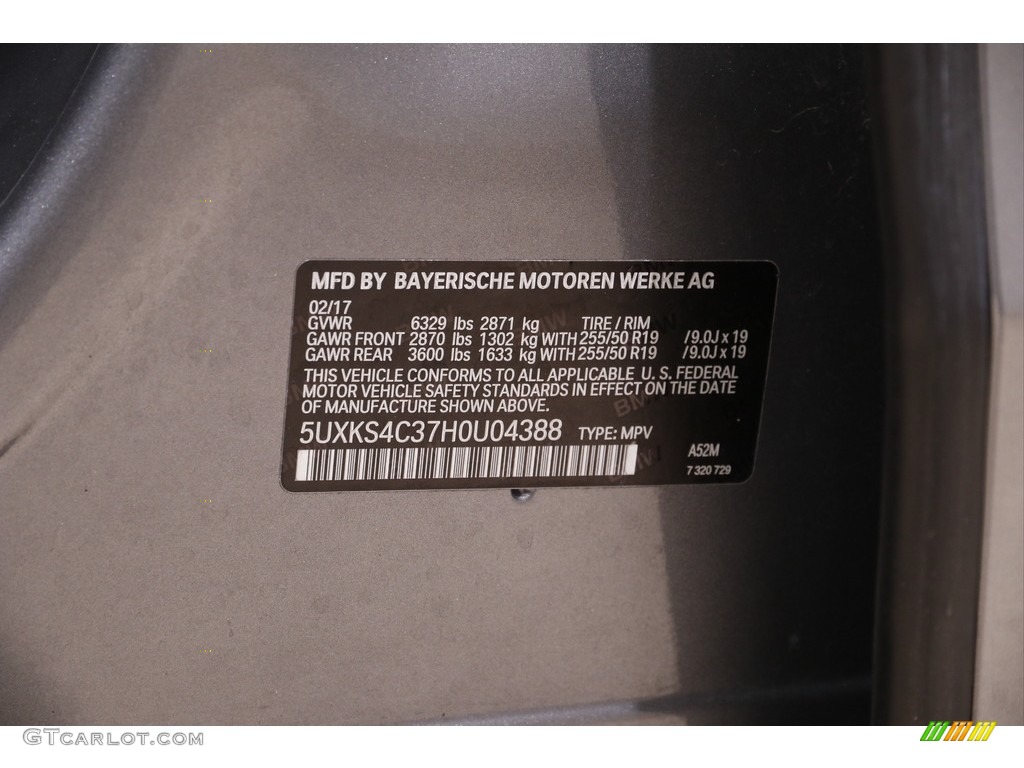 MFD BY BAYERISCHE MOTOREN WERKE AG
02/17
GVWR 6329 lbs 2871 kg TIRE / RIM
GAWR FRONT 2870 lbs 1302 kg WITH 255/50 R19 /9.0J x 19
GAWR REAR 3600 lbs 1633 kg WITH 255/50 R19 /9.0J x 19
THIS VEHICLE CONFORMS TO ALL APPLICABLE U. S. FEDERAL
MOTOR VEHICLE SAFETY STANDARDS IN EFFECT ON THE DATE
OF MANUFACTURE SHOWN ABOVE.
5UXKS4C37H0U04388 TYPE: MPV
A52M
7 320 729
GTCarlot.com